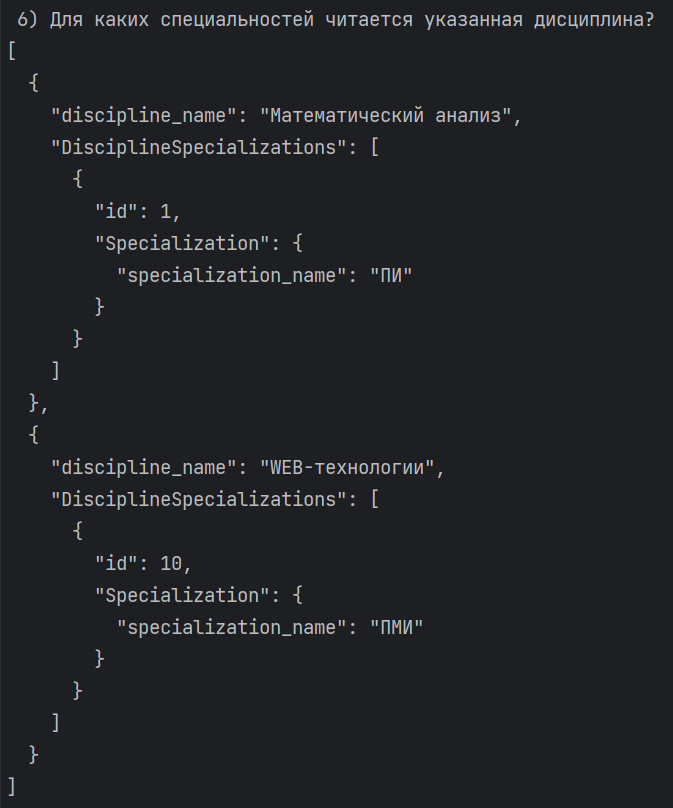 6) Для каких специальностей читается указанная дисциплина?
[
  {
    "discipline_name": "Математический анализ",
    "DisciplineSpecializations": [
      {
        "id": 1,
        "Specialization": {
          "specialization_name": "ПИ"
        }
      }
    ]
  },
  {
    "discipline_name": "WEB-технологии",
    "DisciplineSpecializations": [
      {
        "id": 10,
        "Specialization": {
          "specialization_name": "ПМИ"
        }
      }
    ]
  }
]